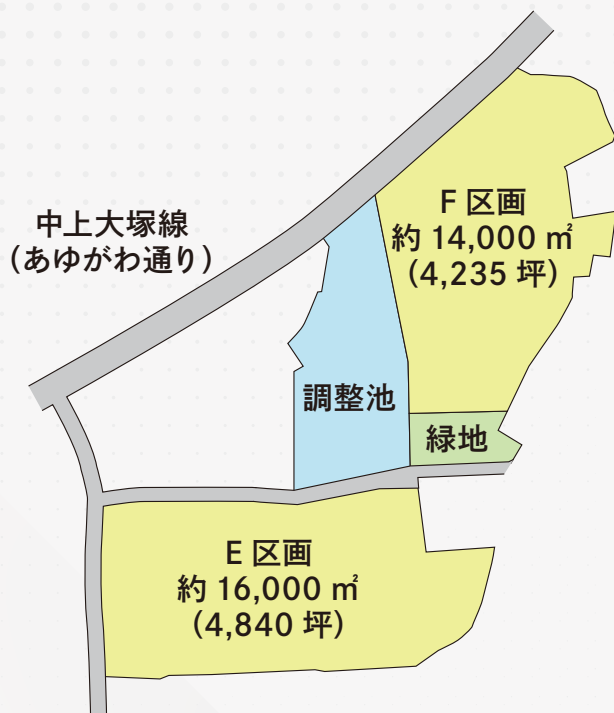 中上大塚線
(あゆがわ通り)
F 区画
約 14,000 ㎡
(4,235 坪)
調整池
緑地
E 区画
約 16,000 ㎡
(4,840 坪)